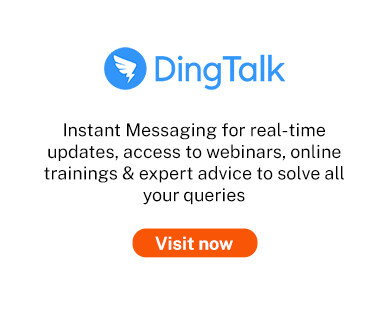 DingTalk
Instant Messaging for real-time
updates, access to webinars, online
trainings & expert advice to solve all
your queries
Visit now